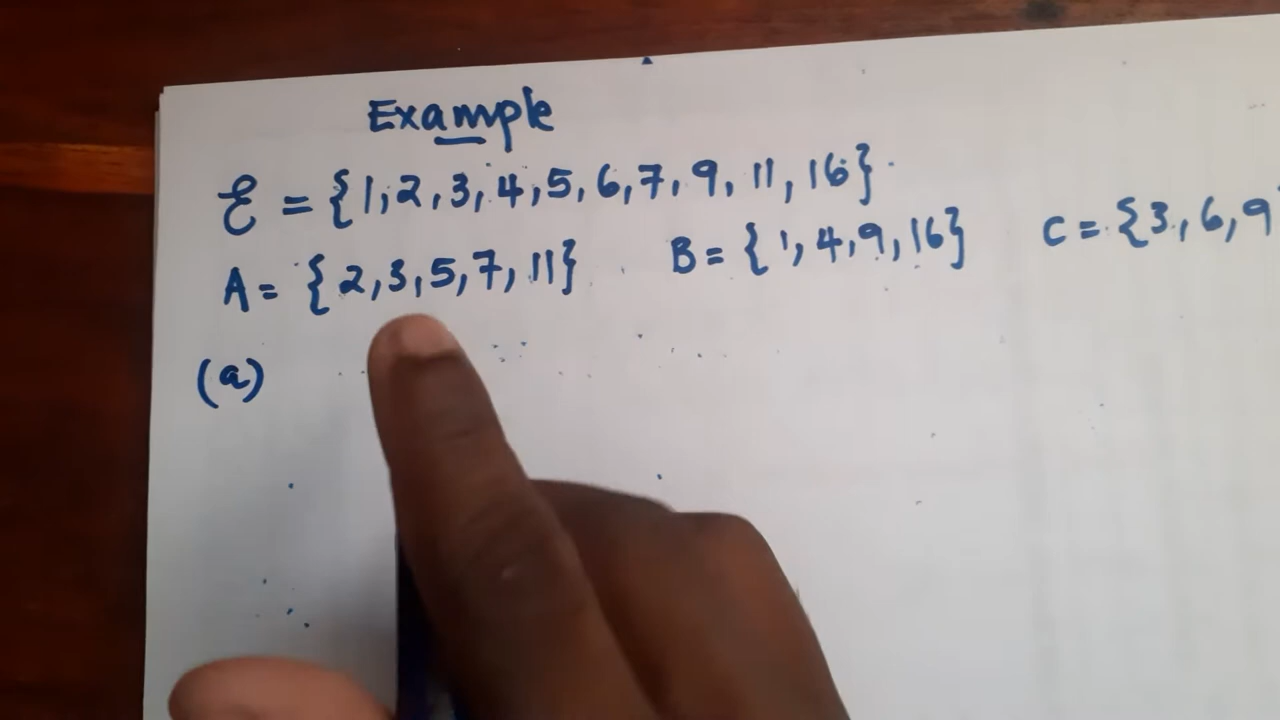 Example
ℰ = {1,2,3,4,5,6,7,9,11,16}.
A = {2,3,5,7,11} B = {1,4,9,16} C = {3,6,9
(a)